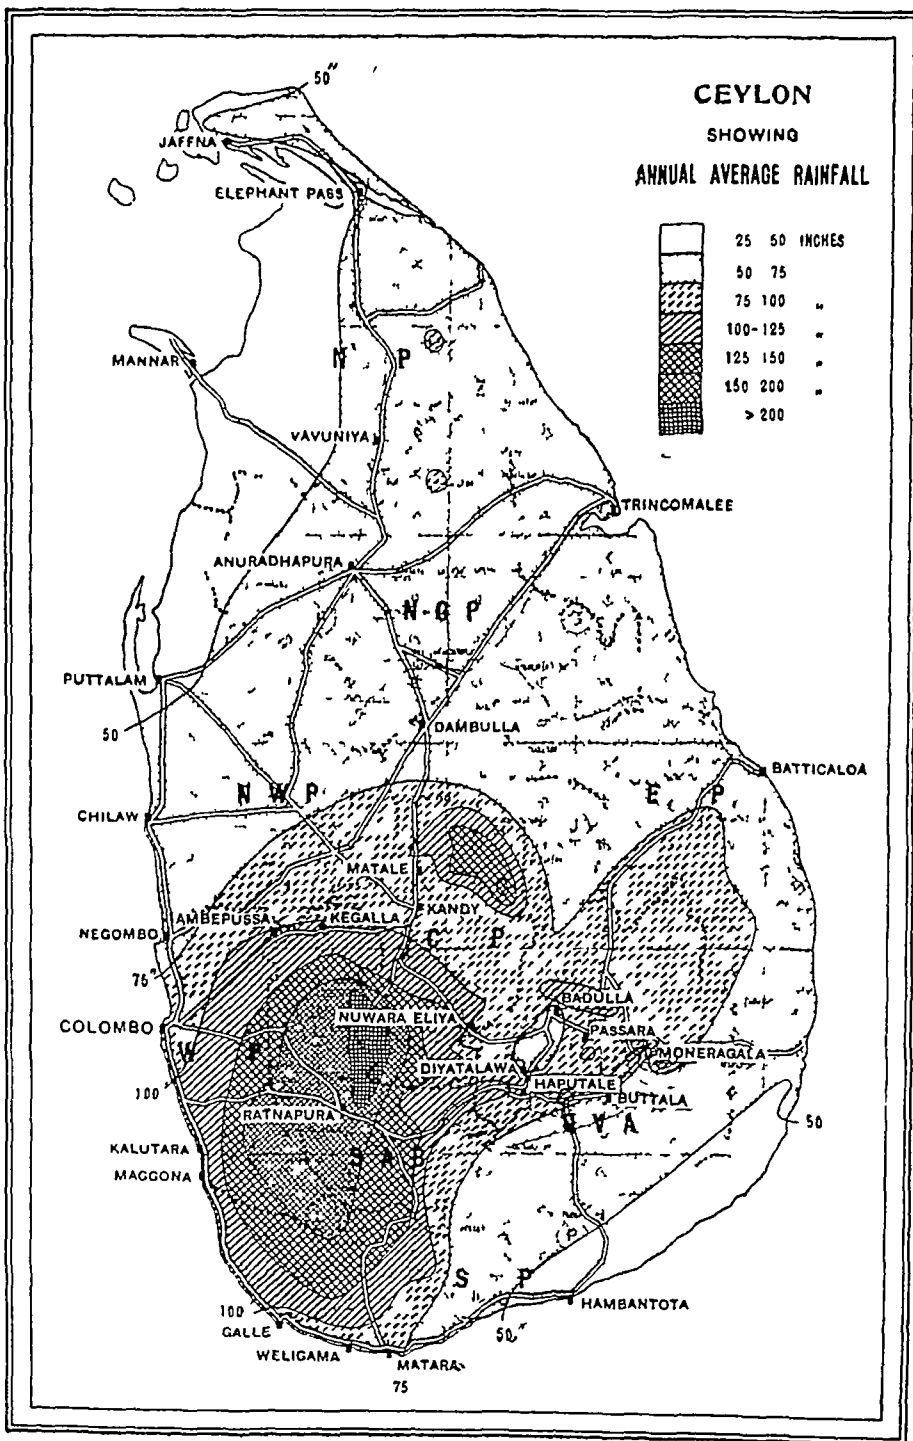 CEYLON
SHOWING
ANNUAL AVERAGE RAINFALL
25 50 INCHES
50 75
75 100 "
100-125 "
125 150 "
150 200 "
> 200
50"
JAFFNA
ELEPHANT PASS
MANNAR
N P
VAVUNIYA
TRINCOMALEE
ANURADHAPURA
N-C P
PUTTALAM
50
DAMBULLA
BATTICALOA
N W P
E P
CHILAW
MATALE
AMBEPUSSA
KEGALLA
KANDY
NEGOMBO
C P
75"
BADULLA
COLOMBO
NUWARA ELIYA
PASSARA
W P
MONERAGALA
DIYATALAWA
HAPUTALE
100
BUTTALA
RATNAPURA
U V A
50
KALUTARA
S A B
MAGGONA
S P
100
HAMBANTOTA
GALLE
50"
WELIGAMA
MATARA
75